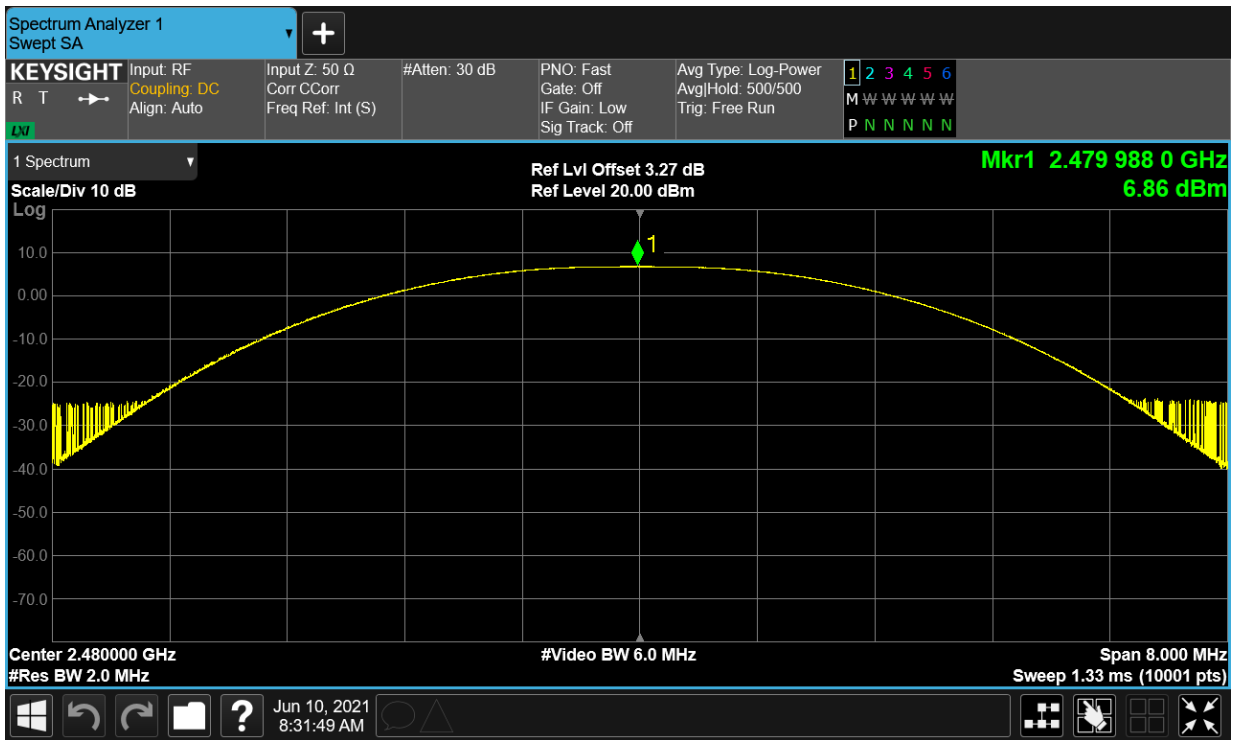 Spectrum Analyzer 1
Swept SA
+
KEYSIGHT
R T
LXI
Input: RF
Coupling: DC
Align: Auto
Input Z: 50 Ω
Corr CCorr
Freq Ref: Int (S)
#Atten: 30 dB
PNO: Fast
Gate: Off
IF Gain: Low
Sig Track: Off
Avg Type: Log-Power
Avg|Hold: 500/500
Trig: Free Run
1 2 3 4 5 6
M W W W W W
P N N N N N
1 Spectrum
Scale/Div 10 dB
Log
Ref Lvl Offset 3.27 dB
Ref Level 20.00 dBm
Mkr1 2.479 988 0 GHz
6.86 dBm
1
10.0
0.00
-10.0
-20.0
-30.0
-40.0
-50.0
-60.0
-70.0
Center 2.480000 GHz
#Res BW 2.0 MHz
#Video BW 6.0 MHz
Span 8.000 MHz
Sweep 1.33 ms (10001 pts)
?
Jun 10, 2021
8:31:49 AM